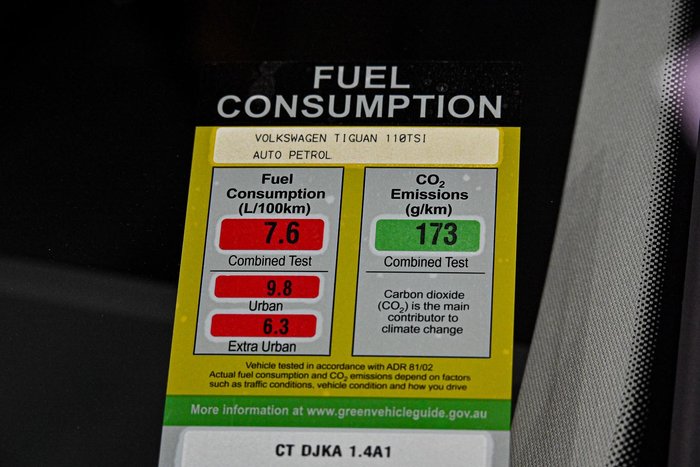 FUEL
CONSUMPTION
VOLKSWAGEN TIGUAN 110TSI
AUTO PETROL
Fuel
Consumption
(L/100km)
7.6
Combined Test
9.8
Urban
6.3
Extra Urban
CO2
Emissions
(g/km)
173
Combined Test
Carbon dioxide
(CO2) is the main
contributor to
climate change
Vehicle tested in accordance with ADR 81/02
Actual fuel consumption and CO2 emissions depend on factors
such as traffic conditions, vehicle condition and how you drive
More information at www.greenvehicleguide.gov.au
CT DJKA 1.4A1